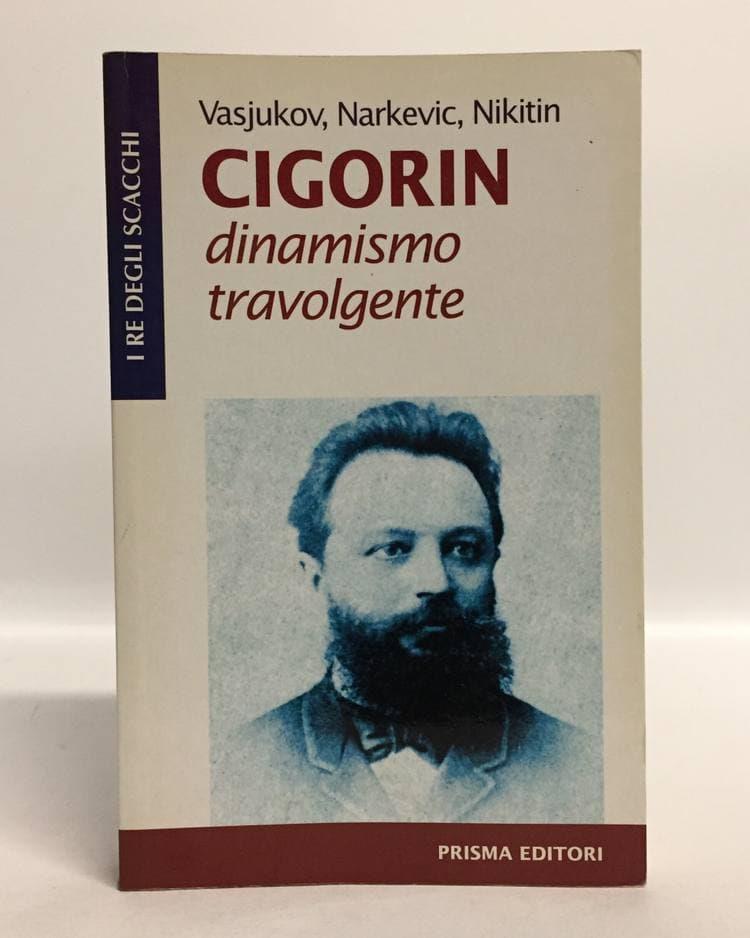 I RE DEGLI SCACCHI
Vasjukov, Narkevic, Nikitin
CIGORIN
dinamismo
travolgente
PRISMA EDITORI